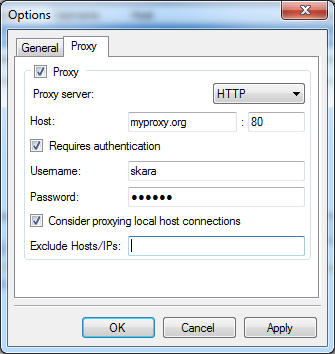 Options
General Proxy
Proxy
Proxy server: HTTP
Host: myproxy.org : 80
Requires authentication
Username: skara
Password: ●●●●●●
Consider proxying local host connections
Exclude Hosts/IPs:
OK Cancel Apply